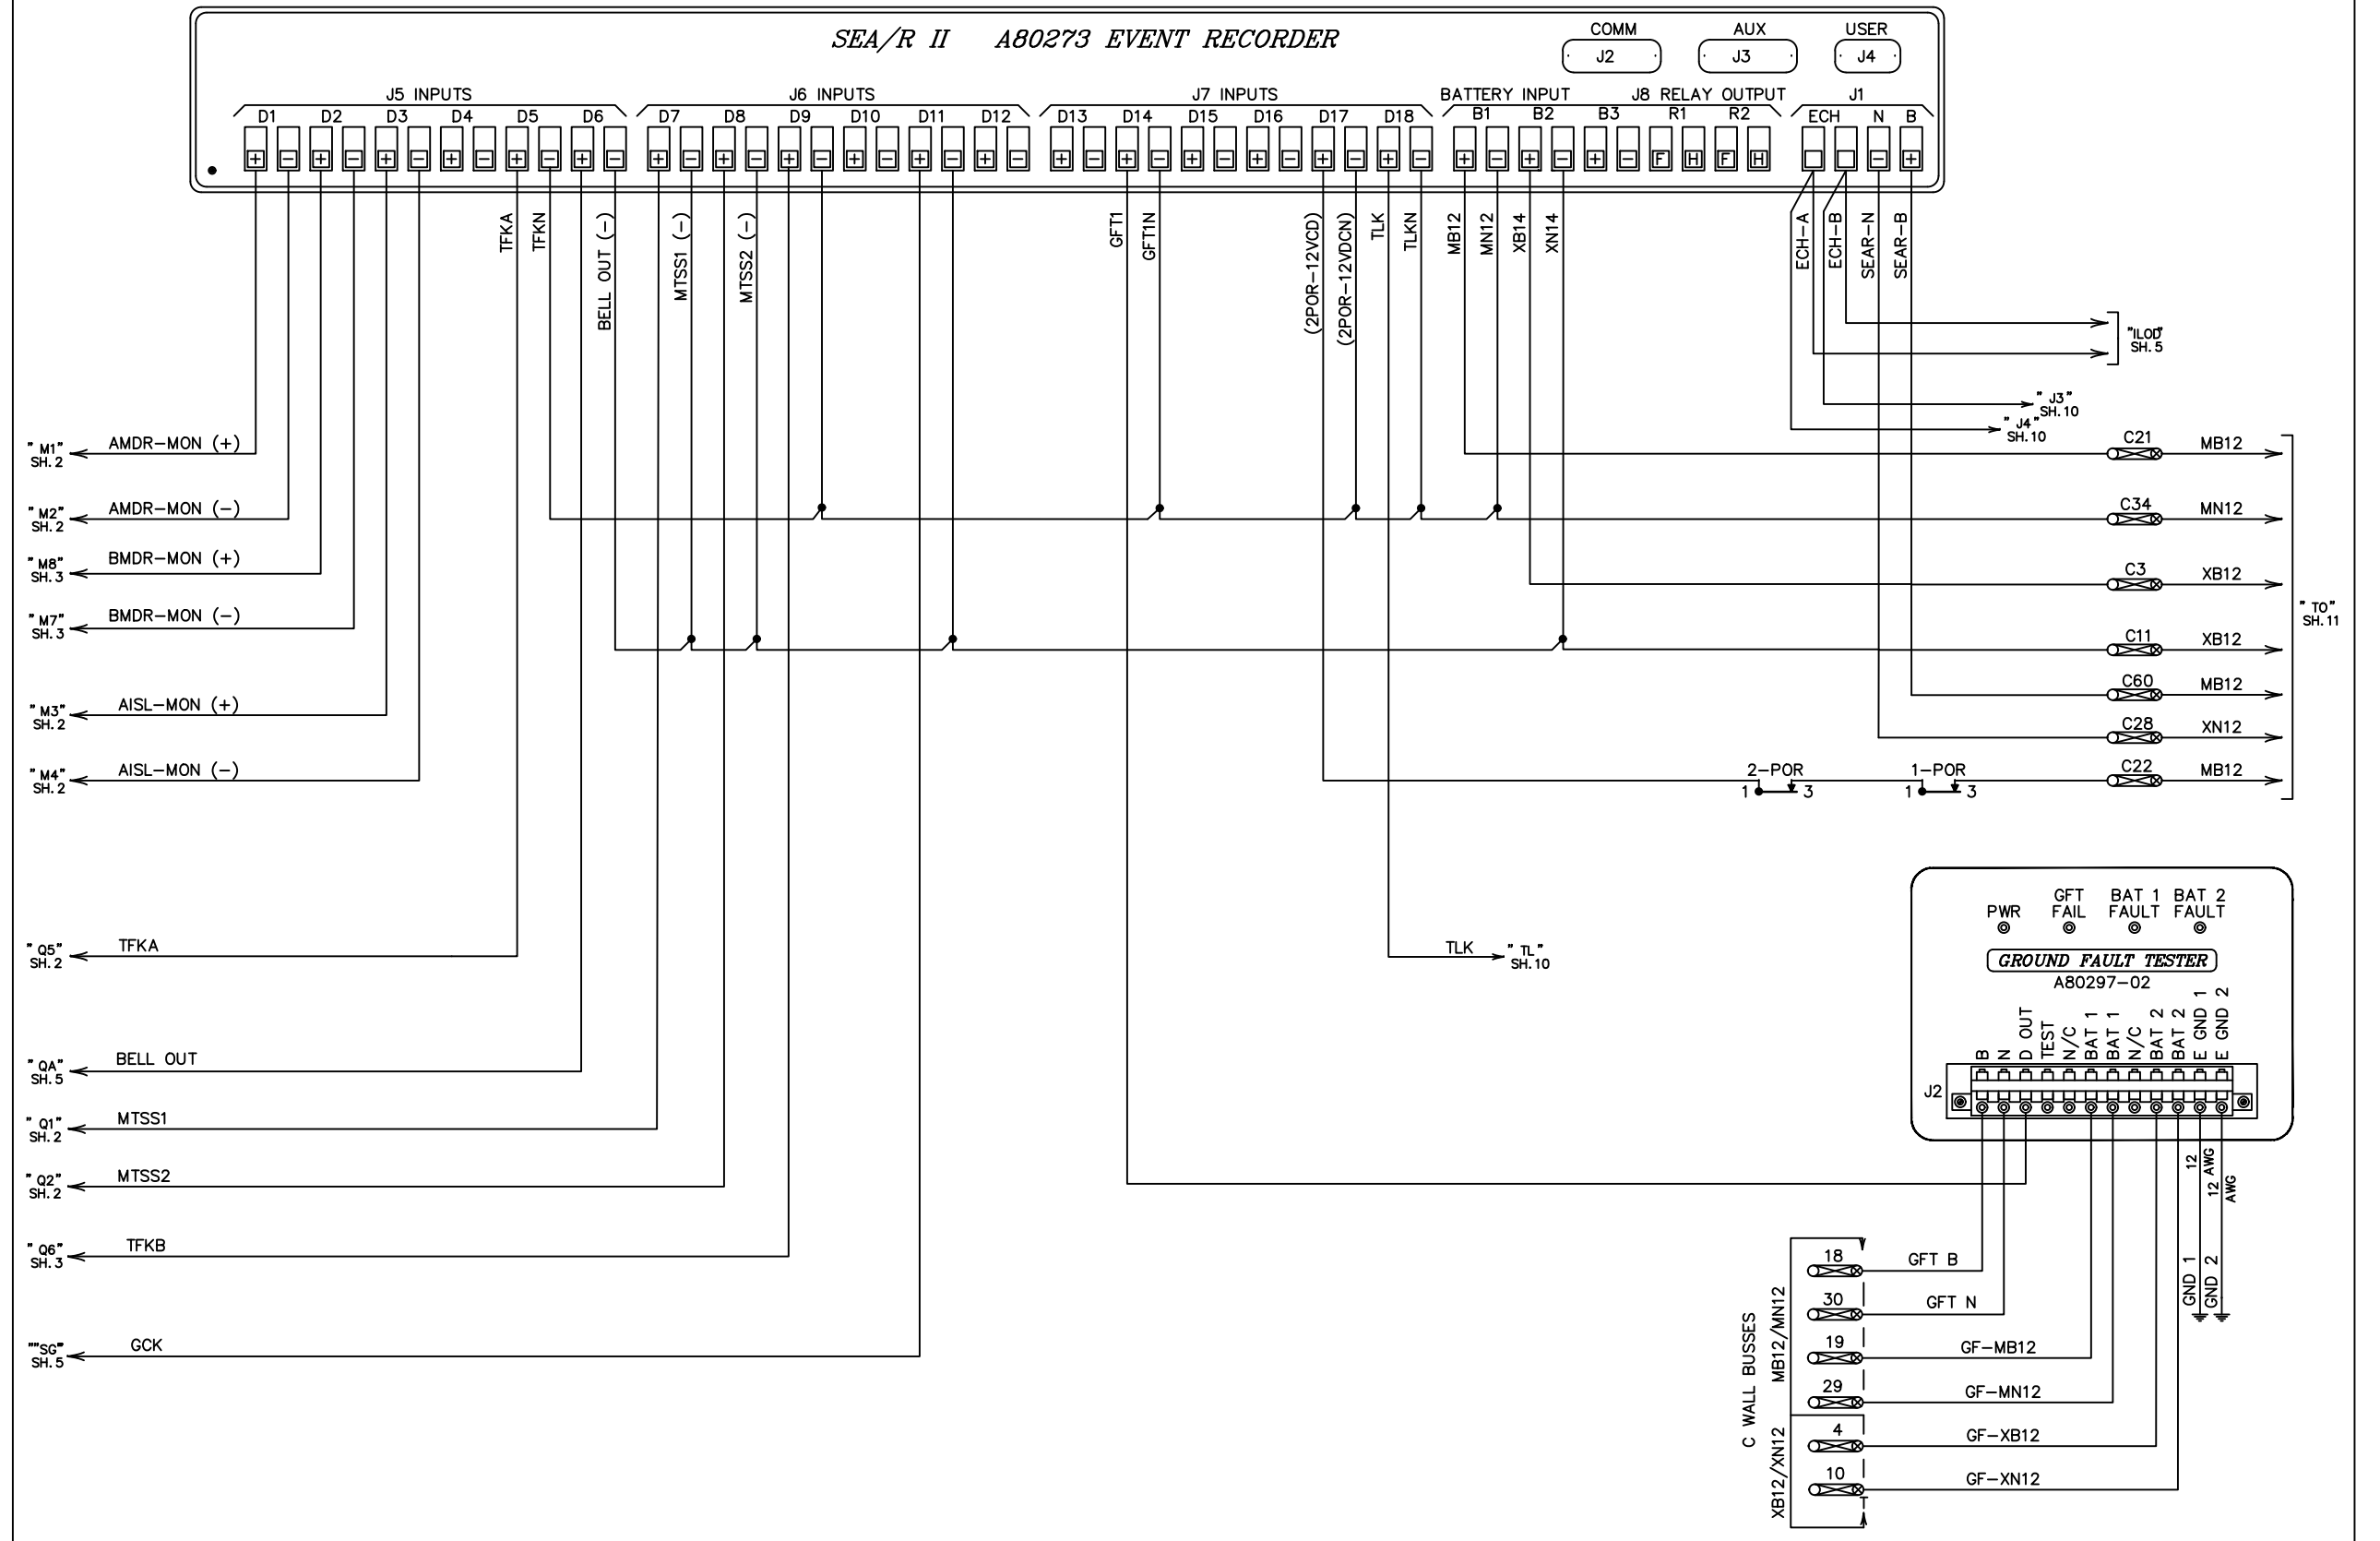 SEA/R II A80273 EVENT RECORDER
COMM AUX USER
J2 J3 J4
J5 INPUTS J6 INPUTS J7 INPUTS BATTERY INPUT J8 RELAY OUTPUT J1
D1 D2 D3 D4 D5 D6 D7 D8 D9 D10 D11 D12 D13 D14 D15 D16 D17 D18 B1 B2 B3 R1 R2 ECH N B
+ - + - + - + - + - + - + - + - + - + - + - + - + - + - + - + - + - + - + - + - + - F H F H - +
TFKA
TFKN
BELL OUT (-)
MTSS1 (-)
MTSS2 (-)
GFT1
GFT1N
(2POR-12VCD)
(2POR-12VDCN)
TLK
TLKN
MB12
MN12
XB14
XN14
ECH-A
ECH-B
SEAR-N
SEAR-B
"ILOD"
SH.5
"J3"
SH.10
"J4"
SH.10
"M1"
SH.2
AMDR-MON (+)
"M2"
SH.2
AMDR-MON (-)
"M8"
SH.3
BMDR-MON (+)
"M7"
SH.3
BMDR-MON (-)
"M3"
SH.2
AISL-MON (+)
"M4"
SH.2
AISL-MON (-)
C21 MB12
C34 MN12
C3 XB12
C11 XB12
C60 MB12
C28 XN12
C22 MB12
"TO"
SH.11
2-POR
1 3
1-POR
1 3
"Q5"
SH.2
TFKA
"QA"
SH.5
BELL OUT
"Q1"
SH.2
MTSS1
"Q2"
SH.2
MTSS2
"Q6"
SH.3
TFKB
""SG"
SH.5
GCK
TLK
"TL"
SH.10
PWR
GFT
FAIL
BAT 1
FAULT
BAT 2
FAULT
GROUND FAULT TESTER
A80297-02
B
N
D OUT
TEST
N/C
BAT 1
BAT 1
N/C
BAT 2
BAT 2
E GND 1
E GND 2
J2
12 AWG
12 AWG
GND 1
GND 2
C WALL BUSSES
MB12/MN12
XB12/XN12
18 GFT B
30 GFT N
19 GF-MB12
29 GF-MN12
4 GF-XB12
10 GF-XN12